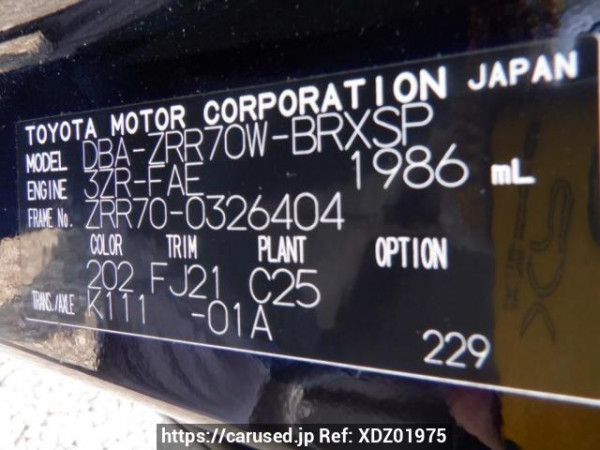 TOYOTA MOTOR CORPORATION JAPAN
MODEL DBA-ZRR70W-BRXSP
ENGINE 3ZR-FAE 1986 mL
FRAME No. ZRR70-0326404
COLOR TRIM PLANT OPTION
202 FJ21 C25
TRANS./AXLE K111 -01A
229
https://carused.jp Ref: XDZ01975